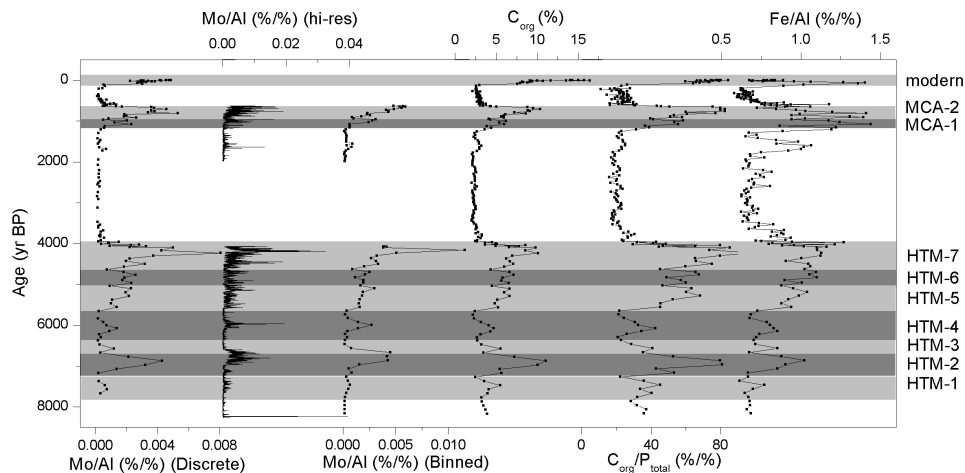 Mo/Al (%/%) (hi-res)
C_org (%)
Fe/Al (%/%)
0.00 0.02 0.04 0 5 10 15 0.5 1.0 1.5
Age (yr BP)
0
2000
4000
6000
8000
modern
MCA-2
MCA-1
HTM-7
HTM-6
HTM-5
HTM-4
HTM-3
HTM-2
HTM-1
0.000 0.004 0.008 0.000 0.005 0.010 0 40 80
Mo/Al (%/%) (Discrete)
Mo/Al (%/%) (Binned)
C_org/P_total (%/%)